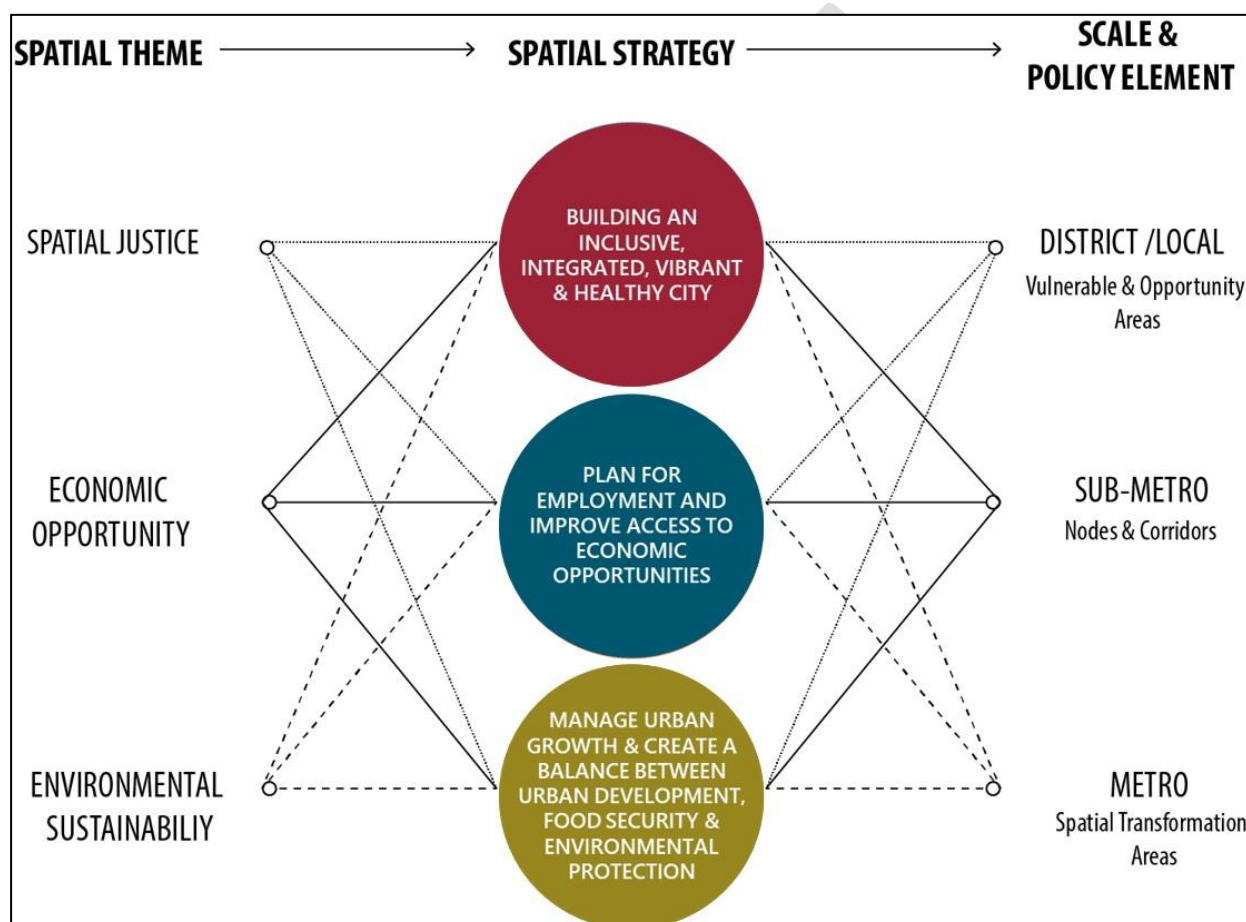 SPATIAL THEME
SPATIAL STRATEGY
SCALE &
POLICY ELEMENT
SPATIAL JUSTICE
BUILDING AN
INCLUSIVE,
INTEGRATED, VIBRANT
& HEALTHY CITY
DISTRICT /LOCAL
Vulnerable & Opportunity
Areas
ECONOMIC
OPPORTUNITY
PLAN FOR
EMPLOYMENT AND
IMPROVE ACCESS TO
ECONOMIC
OPPORTUNITIES
SUB-METRO
Nodes & Corridors
ENVIRONMENTAL
SUSTAINABILIY
MANAGE URBAN
GROWTH & CREATE A
BALANCE BETWEEN
URBAN DEVELOPMENT,
FOOD SECURITY &
ENVIRONMENTAL
PROTECTION
METRO
Spatial Transformation
Areas